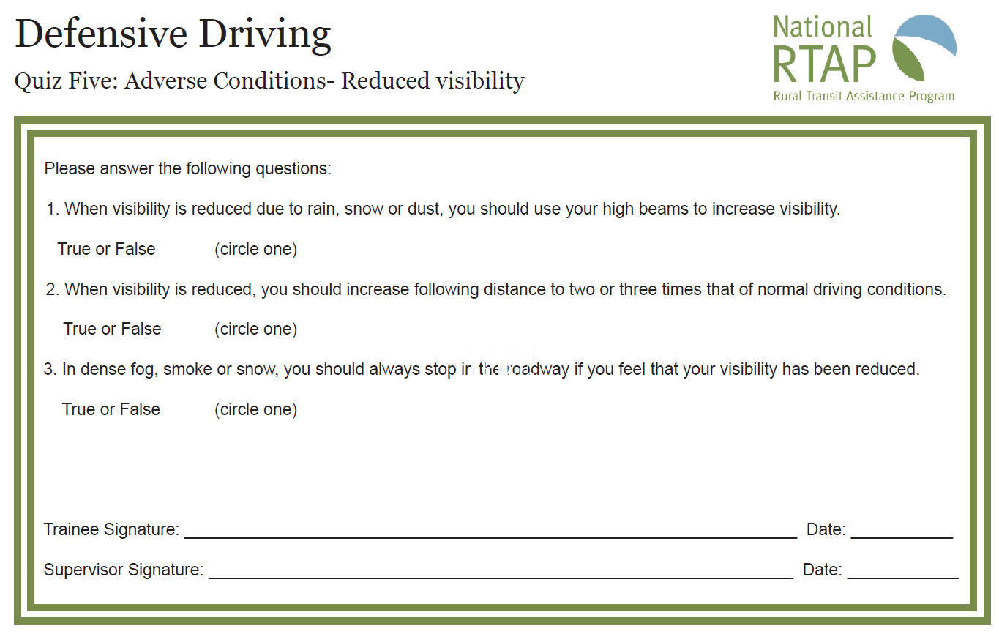 Defensive Driving
Quiz Five: Adverse Conditions- Reduced visibility
National
RTAP
Rural Transit Assistance Program
Please answer the following questions:
1. When visibility is reduced due to rain, snow or dust, you should use your high beams to increase visibility.
True or False (circle one)
2. When visibility is reduced, you should increase following distance to two or three times that of normal driving conditions.
True or False (circle one)
3. In dense fog, smoke or snow, you should always stop in the roadway if you feel that your visibility has been reduced.
True or False (circle one)
Trainee Signature: Date:
Supervisor Signature: Date: